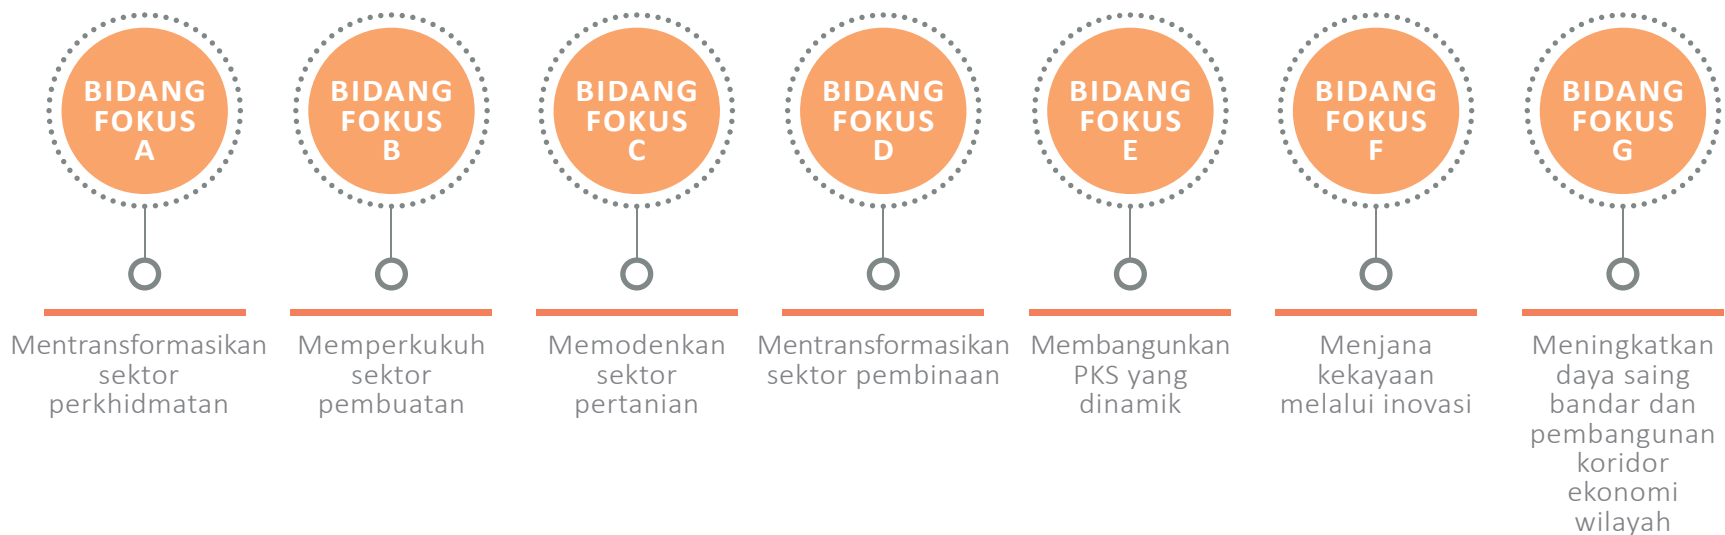 BIDANG
FOKUS
A
Mentransformasikan
sektor
perkhidmatan
BIDANG
FOKUS
B
Memperkukuh
sektor
pembuatan
BIDANG
FOKUS
C
Memodenkan
sektor
pertanian
BIDANG
FOKUS
D
Mentransformasikan
sektor pembinaan
BIDANG
FOKUS
E
Membangunkan
PKS yang
dinamik
BIDANG
FOKUS
F
Menjana
kekayaan
melalui inovasi
BIDANG
FOKUS
G
Meningkatkan
daya saing
bandar dan
pembangunan
koridor
ekonomi
wilayah